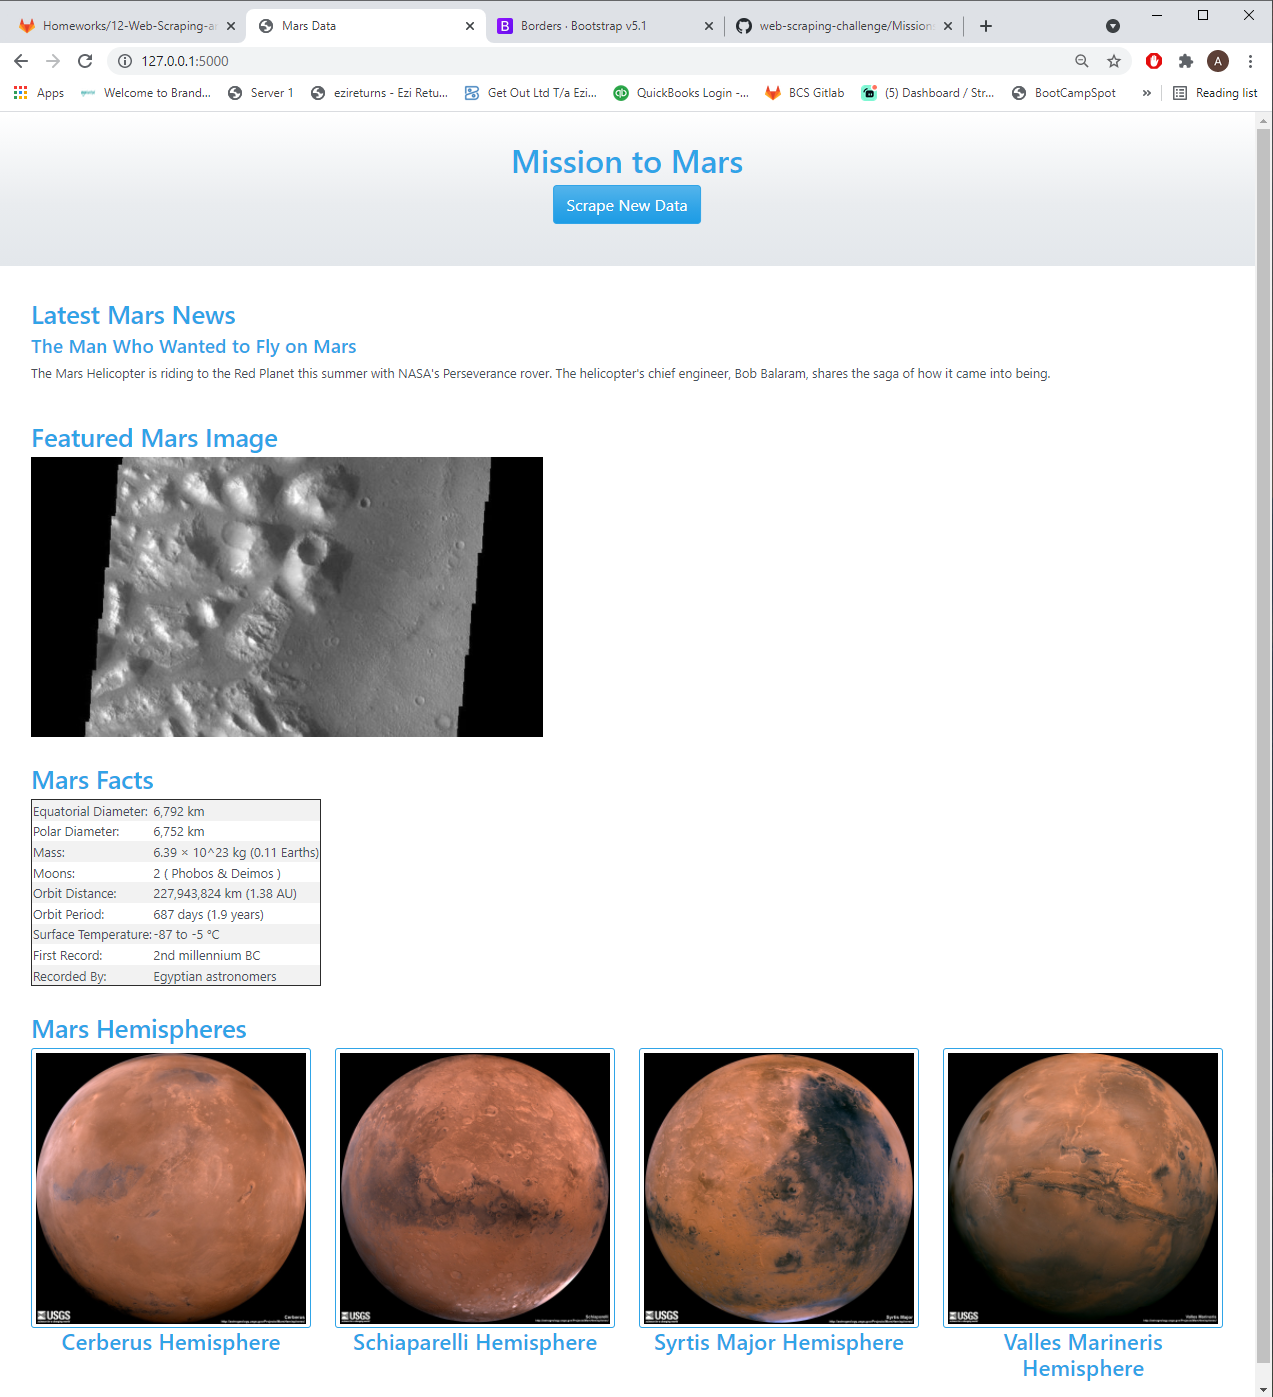 Homeworks/12-Web-Scraping-a
Mars Data
Borders · Bootstrap v5.1
web-scraping-challenge/Mission
127.0.0.1:5000
A
Apps
Welcome to Brand...
Server 1
ezireturns - Ezi Retu...
Get Out Ltd T/a Ezi...
qb
QuickBooks Login -...
BCS Gitlab
(5) Dashboard / Str...
BootCampSpot
»
Reading list
Mission to Mars
Scrape New Data
Latest Mars News
The Man Who Wanted to Fly on Mars
The Mars Helicopter is riding to the Red Planet this summer with NASA's Perseverance rover. The helicopter's chief engineer, Bob Balaram, shares the saga of how it came into being.
Featured Mars Image
Mars Facts
Equatorial Diameter: 6,792 km
Polar Diameter: 6,752 km
Mass: 6.39 × 10^23 kg (0.11 Earths)
Moons: 2 ( Phobos & Deimos )
Orbit Distance: 227,943,824 km (1.38 AU)
Orbit Period: 687 days (1.9 years)
Surface Temperature: -87 to -5 °C
First Record: 2nd millennium BC
Recorded By: Egyptian astronomers
Mars Hemispheres
USGS
Cerberus
USGS
Schiaparelli
USGS
Syrtis Major
USGS
Valles Marineris
Cerberus Hemisphere
Schiaparelli Hemisphere
Syrtis Major Hemisphere
Valles Marineris
Hemisphere